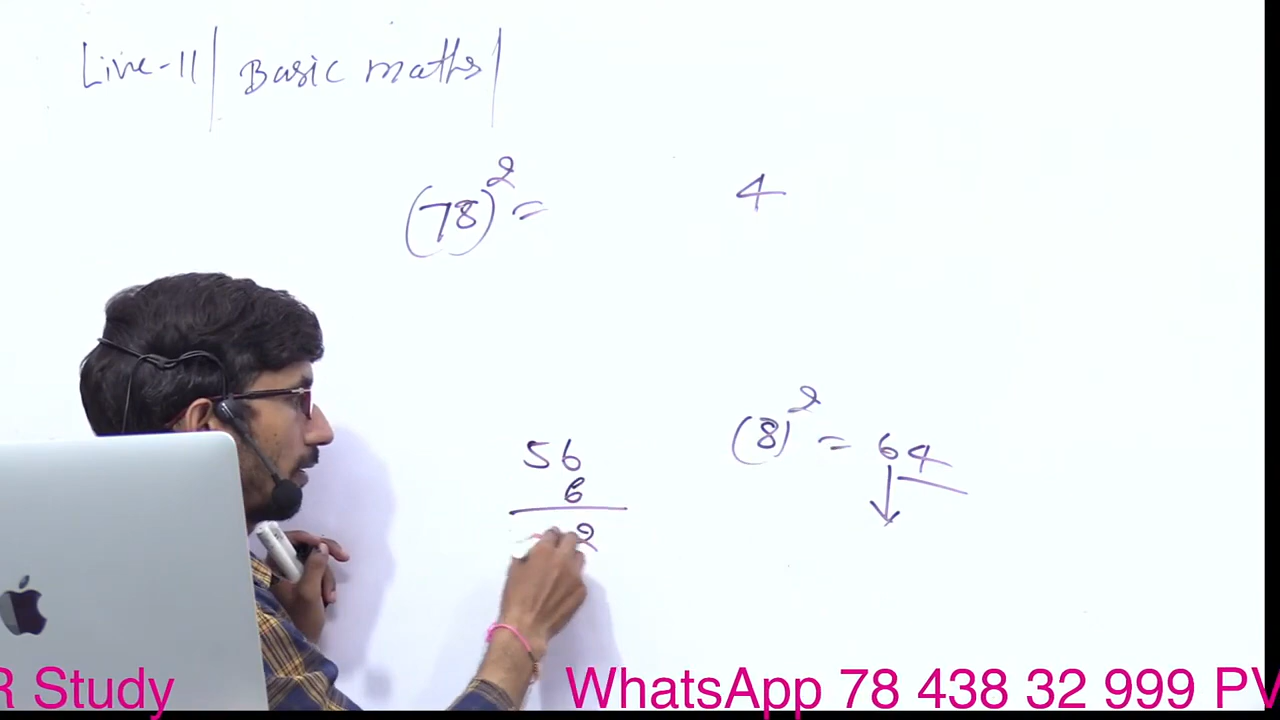 Live-11 | Basic maths |
(78)² = 4
(8)² = 64
56
6
2
R Study
WhatsApp 78 438 32 999 PV